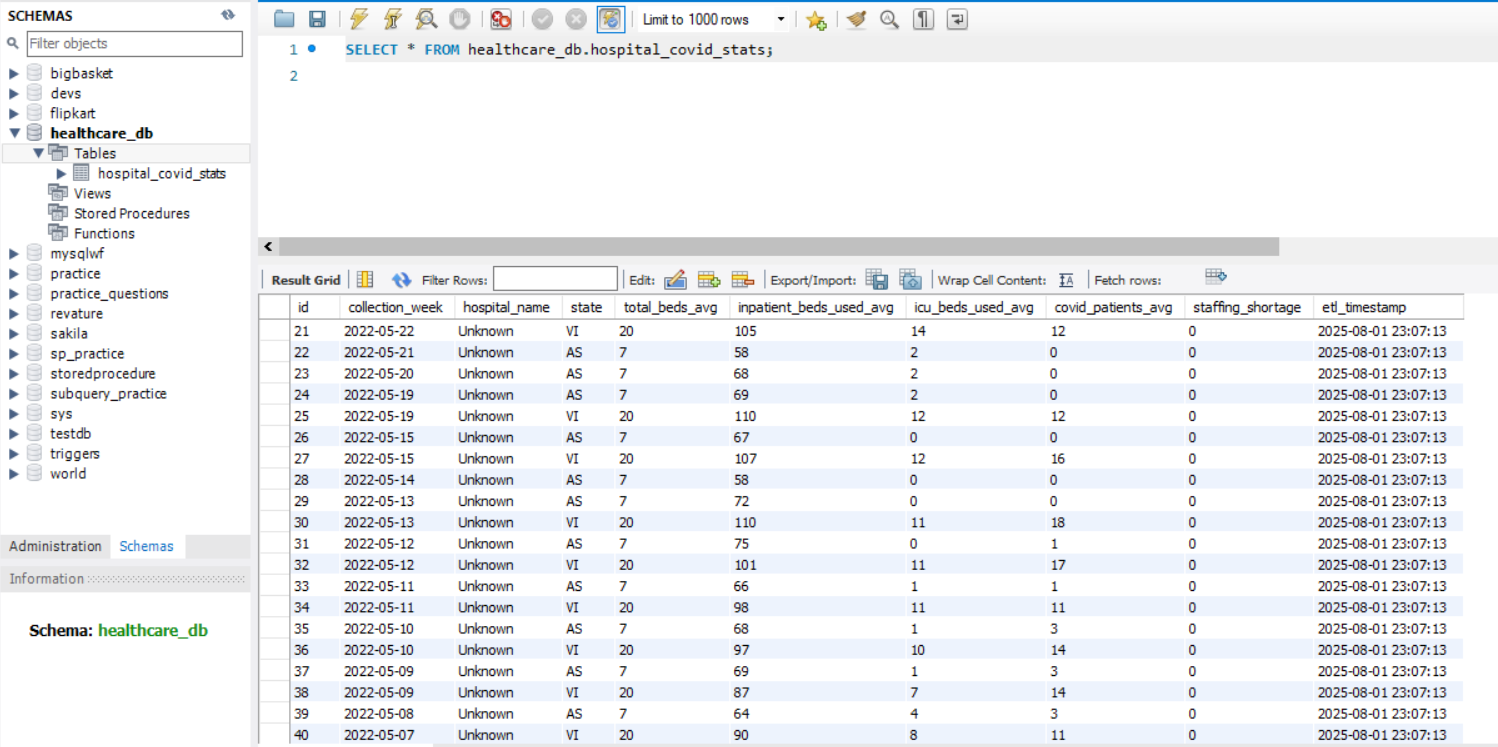 SCHEMAS
Filter objects
bigbasket
devs
flipkart
healthcare_db
Tables
hospital_covid_stats
Views
Stored Procedures
Functions
mysqlwf
practice
practice_questions
revature
sakila
sp_practice
storedprocedure
subquery_practice
sys
testdb
triggers
world
Administration Schemas
Information
Schema: healthcare_db
Limit to 1000 rows
1 SELECT * FROM healthcare_db.hospital_covid_stats;
2
Result Grid Filter Rows: Edit: Export/Import: Wrap Cell Content: Fetch rows:
id collection_week hospital_name state total_beds_avg inpatient_beds_used_avg icu_beds_used_avg covid_patients_avg staffing_shortage etl_timestamp
21 2022-05-22 Unknown VI 20 105 14 12 0 2025-08-01 23:07:13
22 2022-05-21 Unknown AS 7 58 2 0 0 2025-08-01 23:07:13
23 2022-05-20 Unknown AS 7 68 2 0 0 2025-08-01 23:07:13
24 2022-05-19 Unknown AS 7 69 2 0 0 2025-08-01 23:07:13
25 2022-05-19 Unknown VI 20 110 12 12 0 2025-08-01 23:07:13
26 2022-05-15 Unknown AS 7 67 0 0 0 2025-08-01 23:07:13
27 2022-05-15 Unknown VI 20 107 12 16 0 2025-08-01 23:07:13
28 2022-05-14 Unknown AS 7 58 0 0 0 2025-08-01 23:07:13
29 2022-05-13 Unknown AS 7 72 0 0 0 2025-08-01 23:07:13
30 2022-05-13 Unknown VI 20 110 11 18 0 2025-08-01 23:07:13
31 2022-05-12 Unknown AS 7 75 0 1 0 2025-08-01 23:07:13
32 2022-05-12 Unknown VI 20 101 11 17 0 2025-08-01 23:07:13
33 2022-05-11 Unknown AS 7 66 1 1 0 2025-08-01 23:07:13
34 2022-05-11 Unknown VI 20 98 11 11 0 2025-08-01 23:07:13
35 2022-05-10 Unknown AS 7 68 1 3 0 2025-08-01 23:07:13
36 2022-05-10 Unknown VI 20 97 10 14 0 2025-08-01 23:07:13
37 2022-05-09 Unknown AS 7 69 1 3 0 2025-08-01 23:07:13
38 2022-05-09 Unknown VI 20 87 7 14 0 2025-08-01 23:07:13
39 2022-05-08 Unknown AS 7 64 4 3 0 2025-08-01 23:07:13
40 2022-05-07 Unknown VI 20 90 8 11 0 2025-08-01 23:07:13